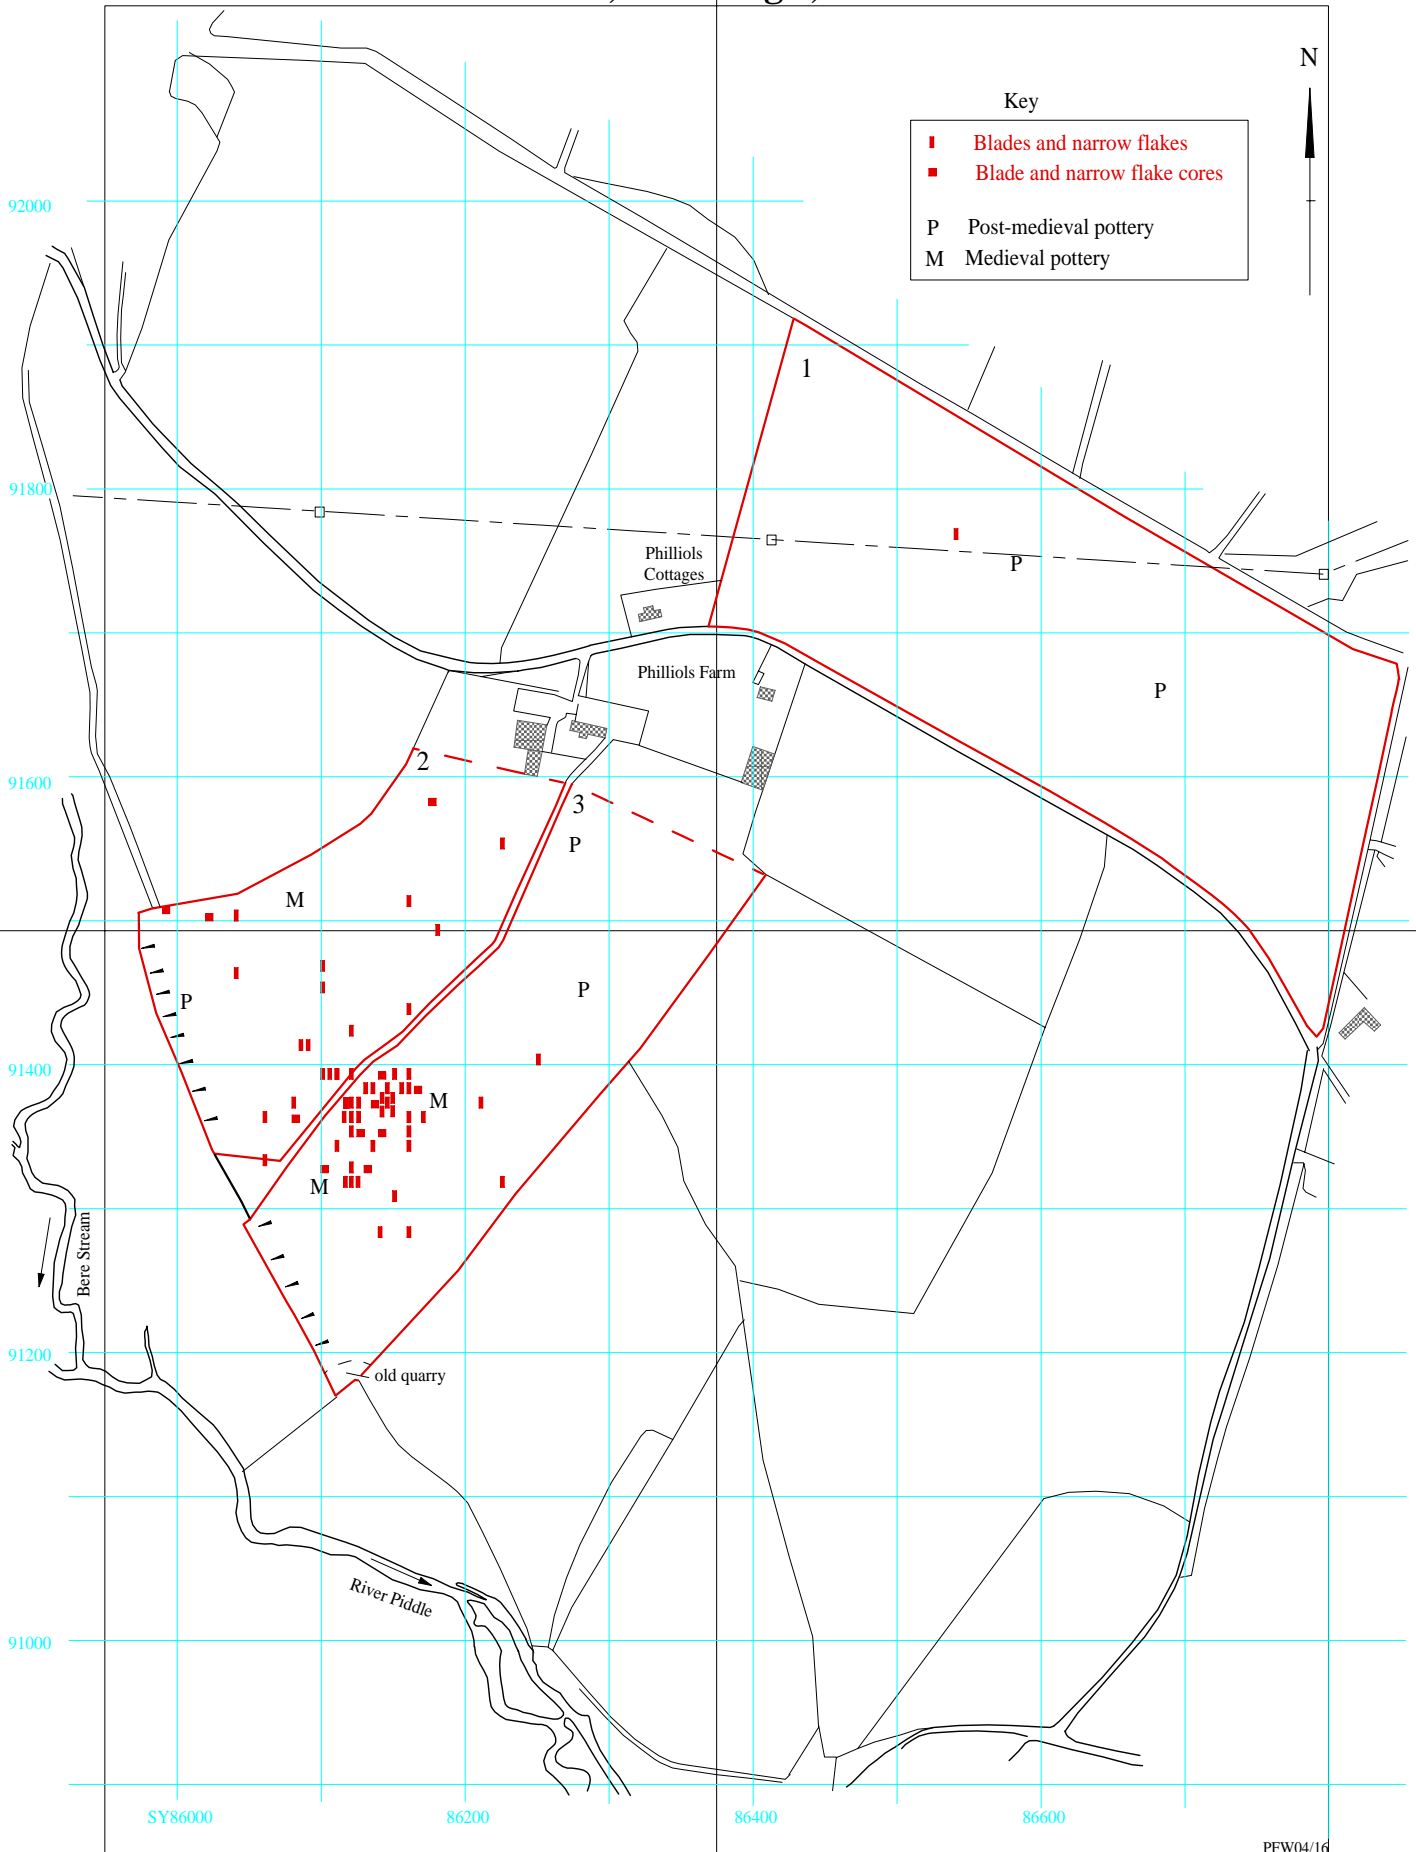 N
Key
Blades and narrow flakes
Blade and narrow flake cores
P Post-medieval pottery
M Medieval pottery
92000
1
91800
Philliols
Cottages
P
Philliols Farm
P
2
91600
3
P
M
P
P
91400
M
M
Bere Stream
91200
old quarry
River Piddle
91000
SY86000
86200
86400
86600
PFW04/16